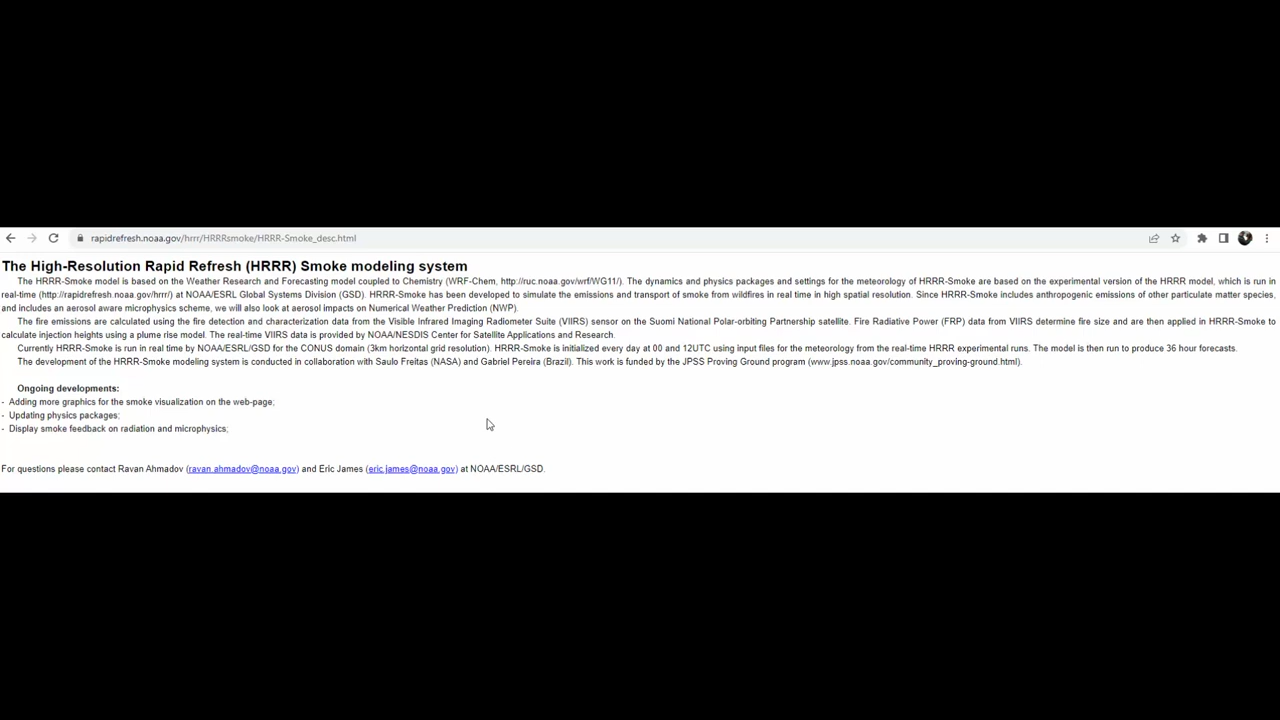 rapidrefresh.noaa.gov/hrrr/HRRRsmoke/HRRR-Smoke_desc.html
The High-Resolution Rapid Refresh (HRRR) Smoke modeling system
The HRRR-Smoke model is based on the Weather Research and Forecasting model coupled to Chemistry (WRF-Chem, http://ruc.noaa.gov/wrf/WG11/). The dynamics and physics packages and settings for the meteorology of HRRR-Smoke are based on the experimental version of the HRRR model, which is run in
real-time (http://rapidrefresh.noaa.gov/hrrr/) at NOAA/ESRL Global Systems Division (GSD). HRRR-Smoke has been developed to simulate the emissions and transport of smoke from wildfires in real time in high spatial resolution. Since HRRR-Smoke includes anthropogenic emissions of other particulate matter species,
and includes an aerosol aware microphysics scheme, we will also look at aerosol impacts on Numerical Weather Prediction (NWP).
The fire emissions are calculated using the fire detection and characterization data from the Visible Infrared Imaging Radiometer Suite (VIIRS) sensor on the Suomi National Polar-orbiting Partnership satellite. Fire Radiative Power (FRP) data from VIIRS determine fire size and are then applied in HRRR-Smoke to
calculate injection heights using a plume rise model. The real-time VIIRS data is provided by NOAA/NESDIS Center for Satellite Applications and Research.
Currently HRRR-Smoke is run in real time by NOAA/ESRL/GSD for the CONUS domain (3km horizontal grid resolution). HRRR-Smoke is initialized every day at 00 and 12UTC using input files for the meteorology from the real-time HRRR experimental runs. The model is then run to produce 36 hour forecasts.
The development of the HRRR-Smoke modeling system is conducted in collaboration with Saulo Freitas (NASA) and Gabriel Pereira (Brazil). This work is funded by the JPSS Proving Ground program (www.jpss.noaa.gov/community_proving-ground.html).
Ongoing developments:
- Adding more graphics for the smoke visualization on the web-page;
- Updating physics packages;
- Display smoke feedback on radiation and microphysics;
For questions please contact Ravan Ahmadov (ravan.ahmadov@noaa.gov) and Eric James (eric.james@noaa.gov) at NOAA/ESRL/GSD.